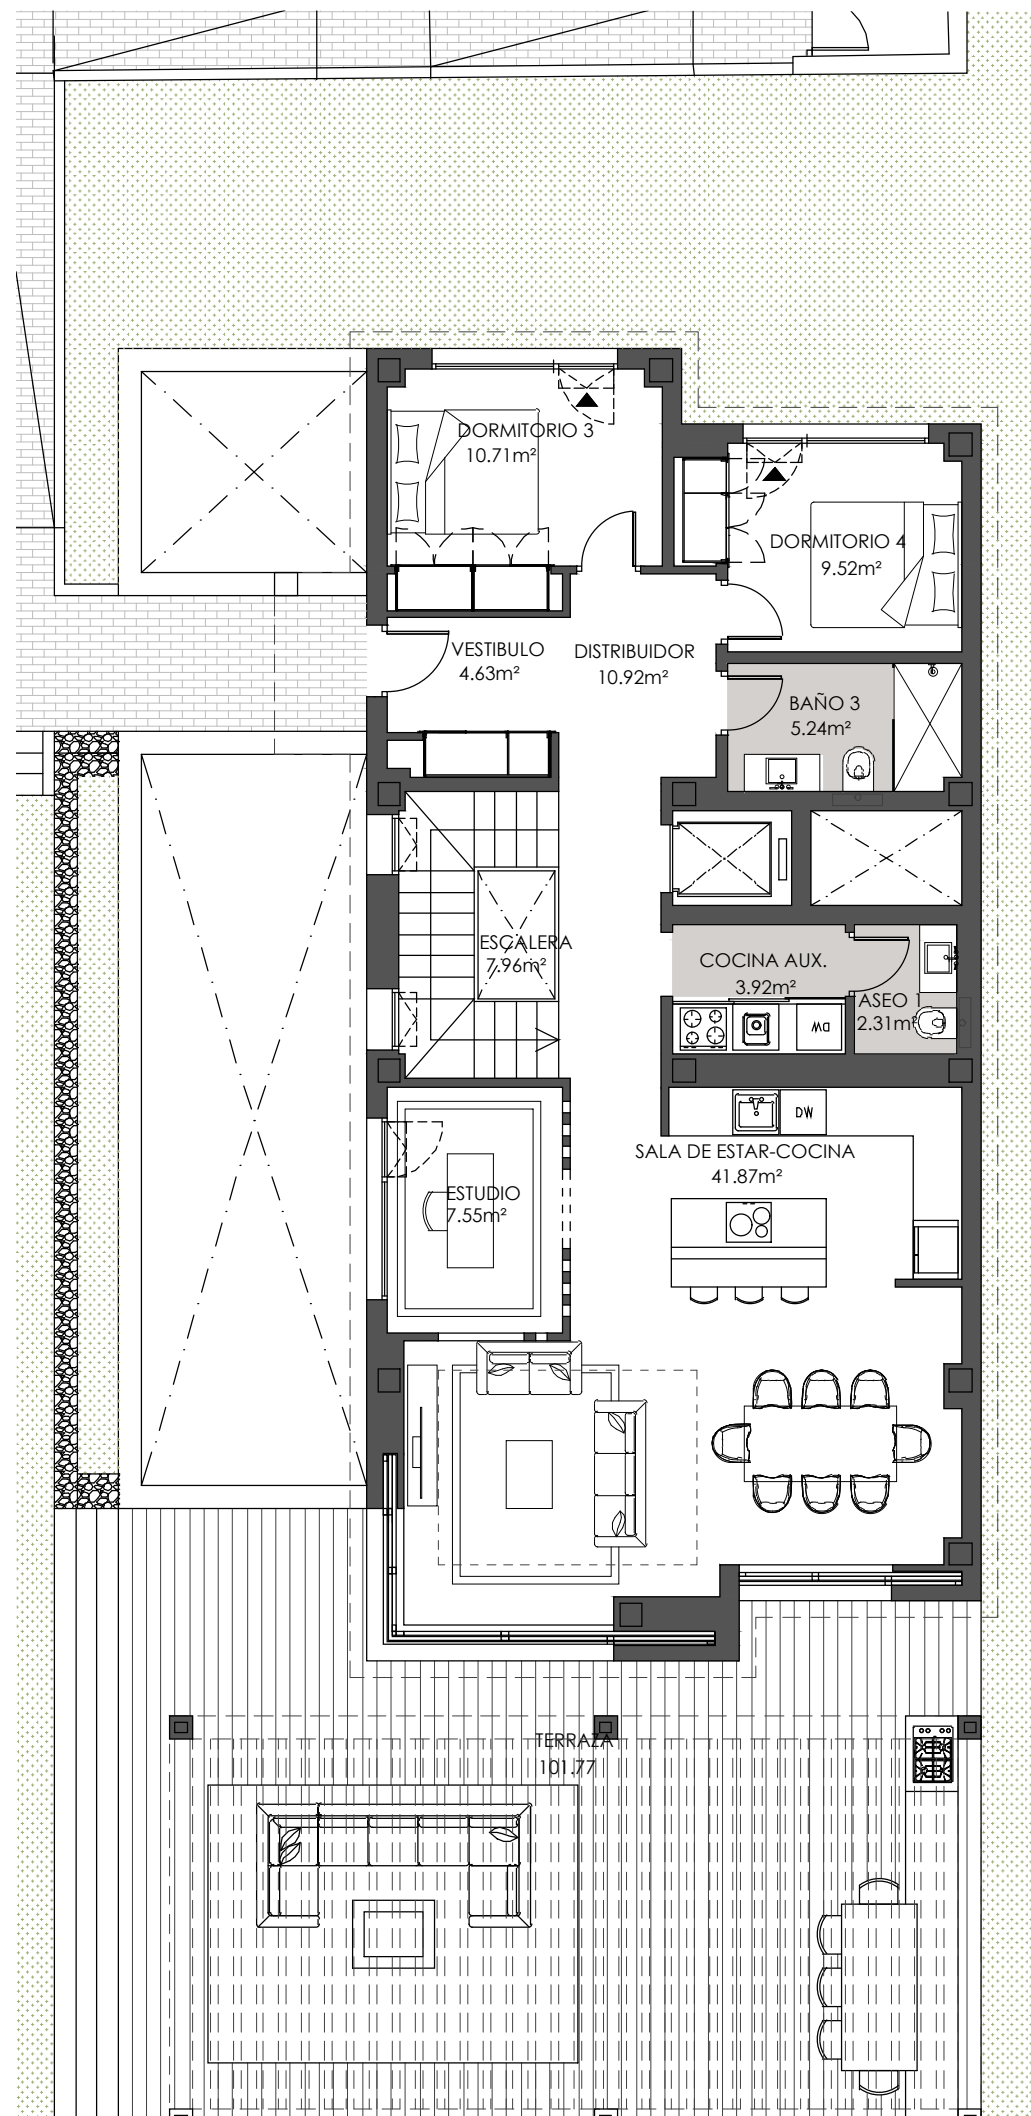 DORMITORIO 3
10.71m²
DORMITORIO 4
9.52m²
VESTIBULO
4.63m²
DISTRIBUIDOR
10.92m²
BAÑO 3
5.24m²
ESCALERA
7.96m²
COCINA AUX.
3.92m²
ASEO 1
2.31m²
DW
DW
SALA DE ESTAR-COCINA
41.87m²
ESTUDIO
7.55m²
TERRAZA
101.77